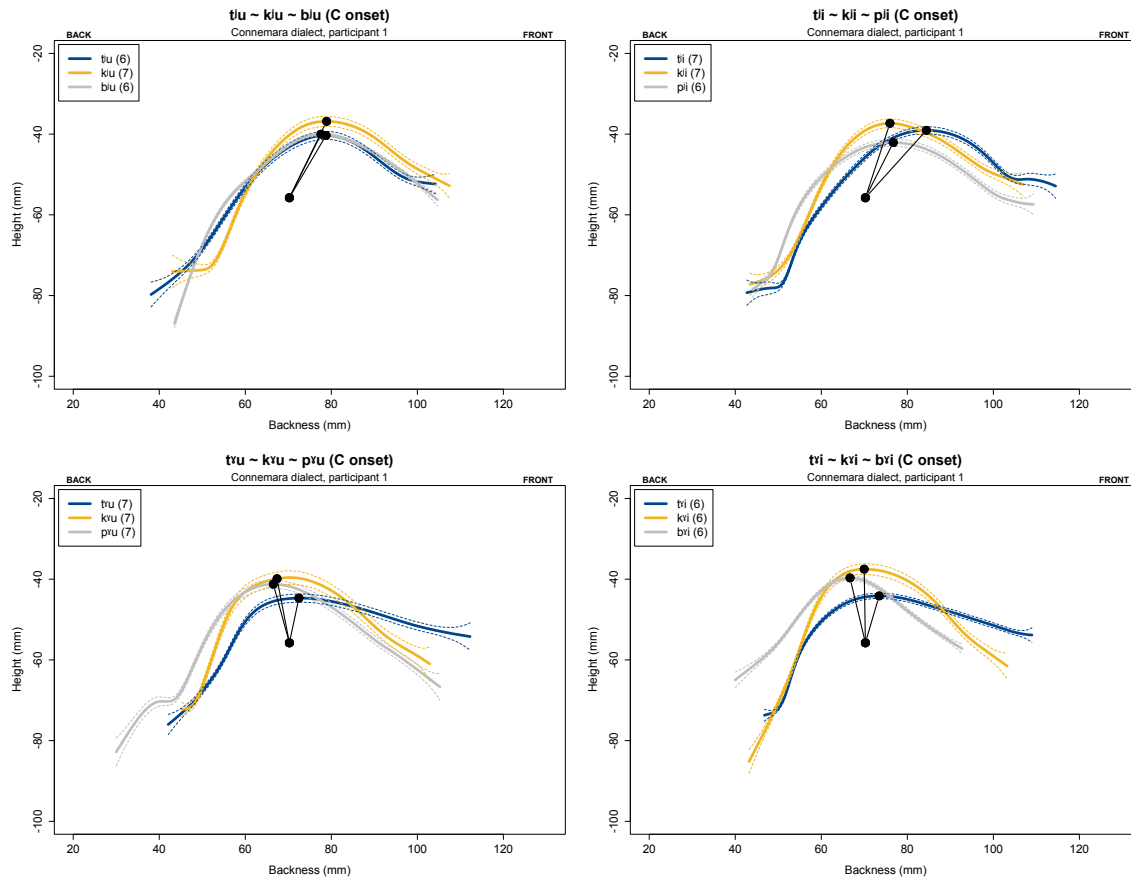 tʲu ~ kʲu ~ bʲu (C onset)
Connemara dialect, participant 1
BACK
FRONT
tʲu (6)
kʲu (7)
bʲu (6)
Height (mm)
-20
-40
-60
-80
-100
20 40 60 80 100 120
Backness (mm)
tʲi ~ kʲi ~ pʲi (C onset)
Connemara dialect, participant 1
BACK
FRONT
tʲi (7)
kʲi (7)
pʲi (6)
Height (mm)
-20
-40
-60
-80
-100
20 40 60 80 100 120
Backness (mm)
tˠu ~ kˠu ~ pˠu (C onset)
Connemara dialect, participant 1
BACK
FRONT
tˠu (7)
kˠu (7)
pˠu (7)
Height (mm)
-20
-40
-60
-80
-100
20 40 60 80 100 120
Backness (mm)
tˠi ~ kˠi ~ bˠi (C onset)
Connemara dialect, participant 1
BACK
FRONT
tˠi (6)
kˠi (6)
bˠi (6)
Height (mm)
-20
-40
-60
-80
-100
20 40 60 80 100 120
Backness (mm)